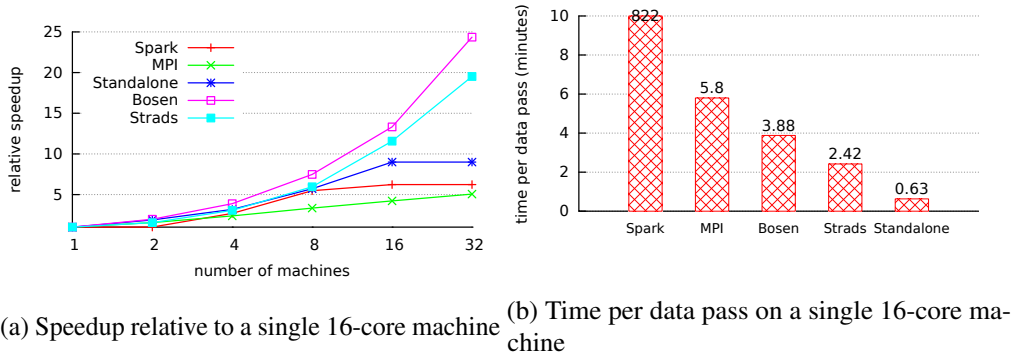 25
20
15
10
5
relative speedup
Spark
MPI
Standalone
Bosen
Strads
1 2 4 8 16 32
number of machines
(a) Speedup relative to a single 16-core machine
10
8
6
4
2
0
time per data pass (minutes)
822
5.8
3.88
2.42
0.63
Spark MPI Bosen Strads Standalone
(b) Time per data pass on a single 16-core ma-
chine